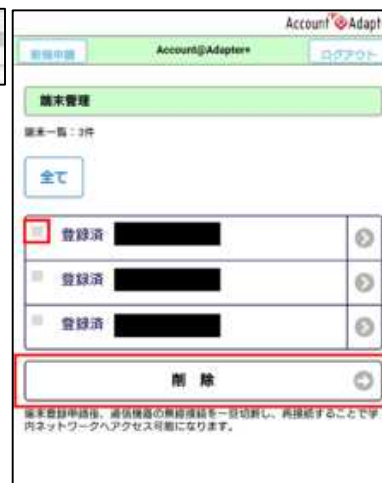 Account Adapt
新規申請 Account@Adapter+ ログアウト
端末管理
端末一覧：3件
全て
登録済
登録済
登録済
削 除
端末登録申請後、通信機器の無線接続を一旦切断し、再接続することで学
内ネットワークへアクセス可能になります。